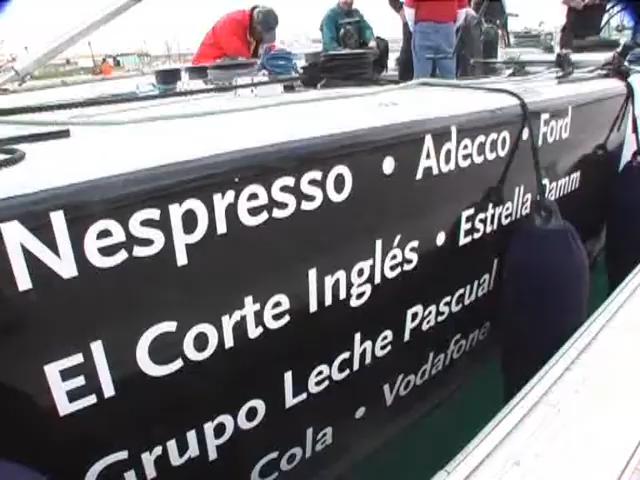 Nespresso • Adecco • Ford
El Corte Inglés • Estrella Damm
Grupo Leche Pascual
Cola • Vodafone